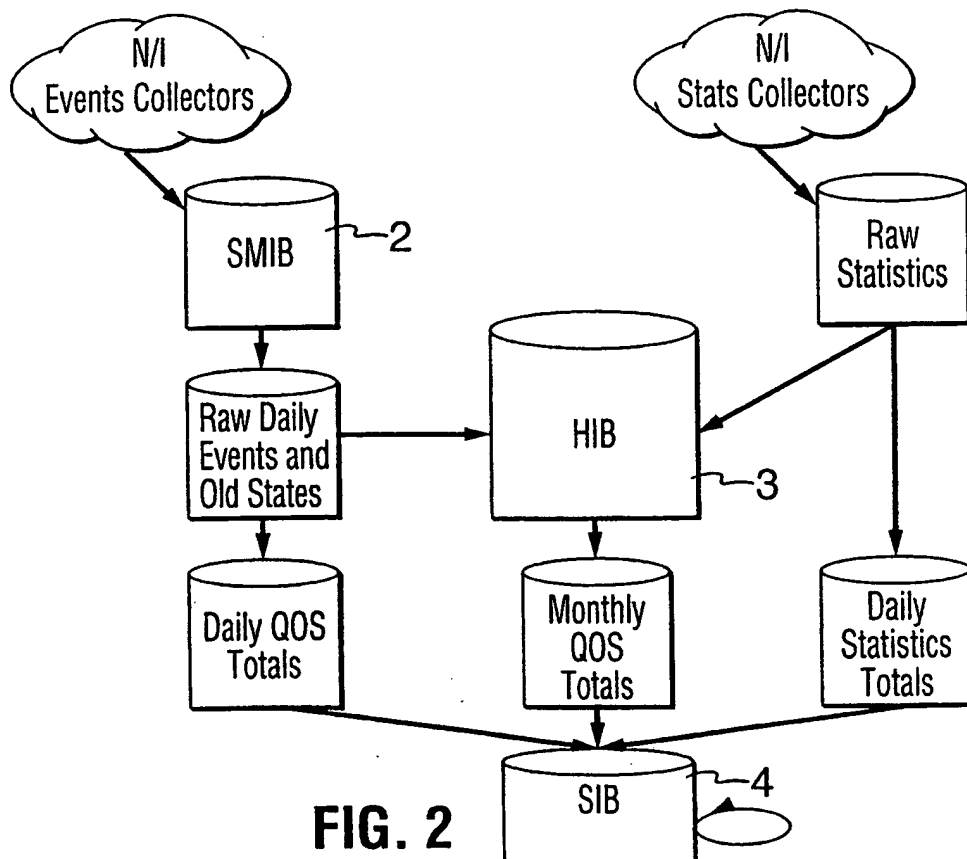 N/I
Events Collectors
N/I
Stats Collectors
SMIB
2
Raw
Statistics
Raw Daily
Events and
Old States
HIB
3
Daily QOS
Totals
Monthly
QOS
Totals
Daily
Statistics
Totals
SIB
4
FIG. 2